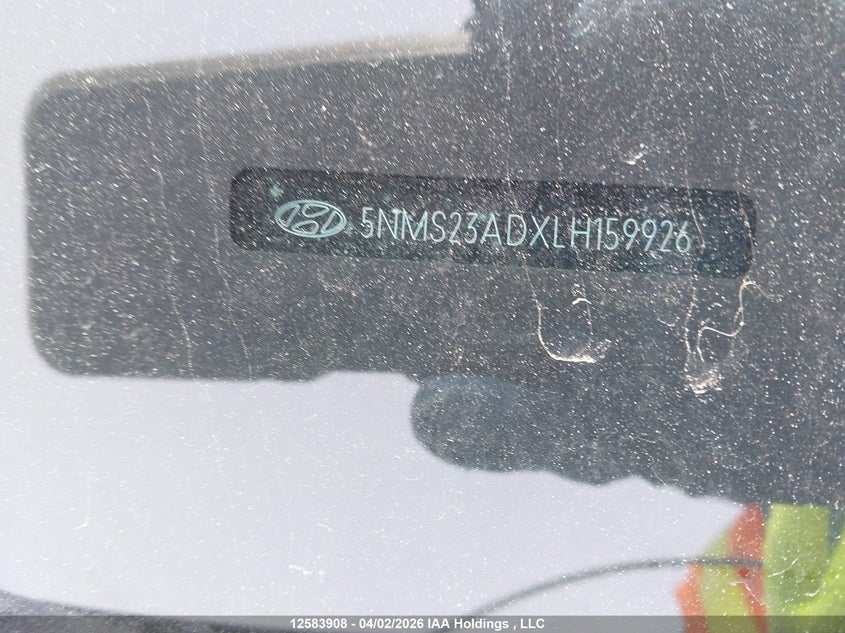 5NMS23ADXLH159926
12583908 - 04/02/2026 IAA Holdings , LLC